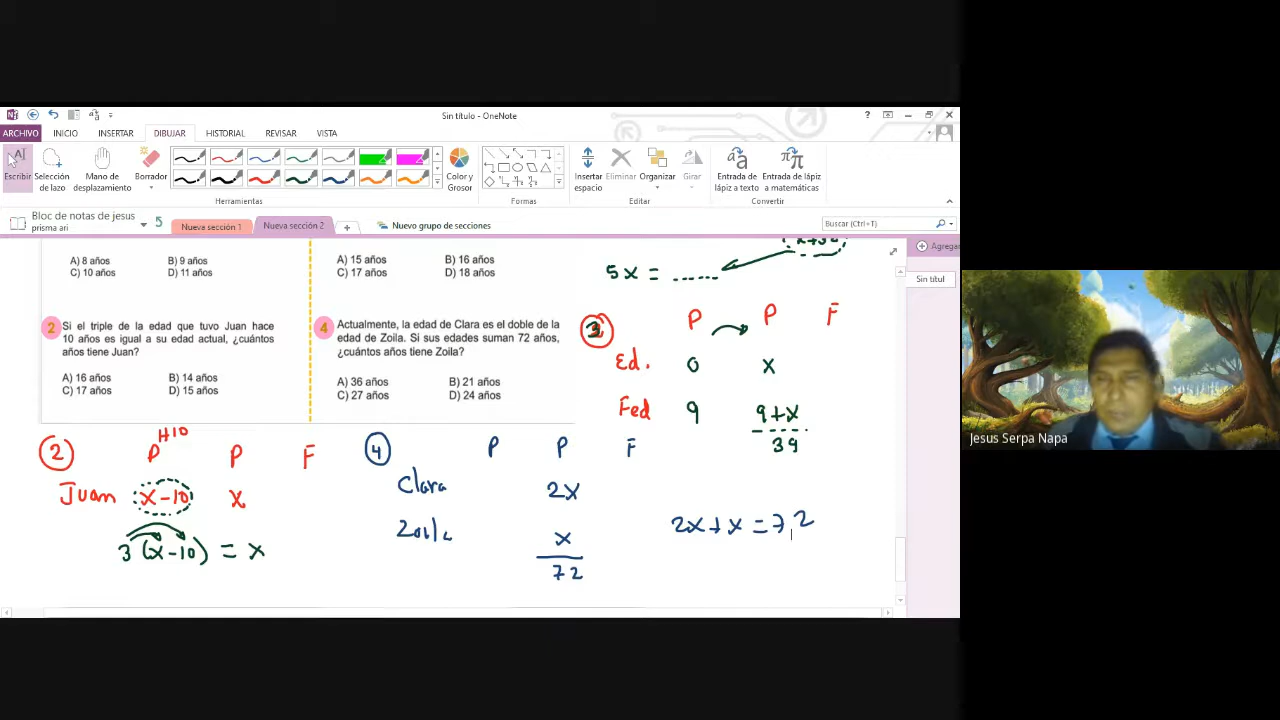 Sin título - OneNote
ARCHIVO INICIO INSERTAR DIBUJAR HISTORIAL REVISAR VISTA
Escribir
Selección de lazo
Mano de desplazamiento
Borrador
Color y Grosor
Insertar espacio
Eliminar
Organizar
Girar
Entrada de lápiz a texto
Entrada de lápiz a matemáticas
Herramientas Formas Editar Convertir
Bloc de notas de jesus
prisma ari
Nueva sección 1
Nueva sección 2
Nuevo grupo de secciones
Buscar (Ctrl+T)
Agregar
Sin títul
A) 8 años B) 9 años
C) 10 años D) 11 años
2 Si el triple de la edad que tuvo Juan hace
10 años es igual a su edad actual, ¿cuántos
años tiene Juan?
A) 16 años B) 14 años
C) 17 años D) 15 años
A) 15 años B) 16 años
C) 17 años D) 18 años
4 Actualmente, la edad de Clara es el doble de la
edad de Zoila. Si sus edades suman 72 años,
¿cuántos años tiene Zoila?
A) 36 años B) 21 años
C) 27 años D) 24 años
5x = ........
3 P P F
Ed. 0 x
Fed 9 9+x
39
2 P H10 P F
Juan x-10 x
3(x-10) = x
4 P P F
Clara 2x
Zoila x
72
2x+x=72
Jesus Serpa Napa